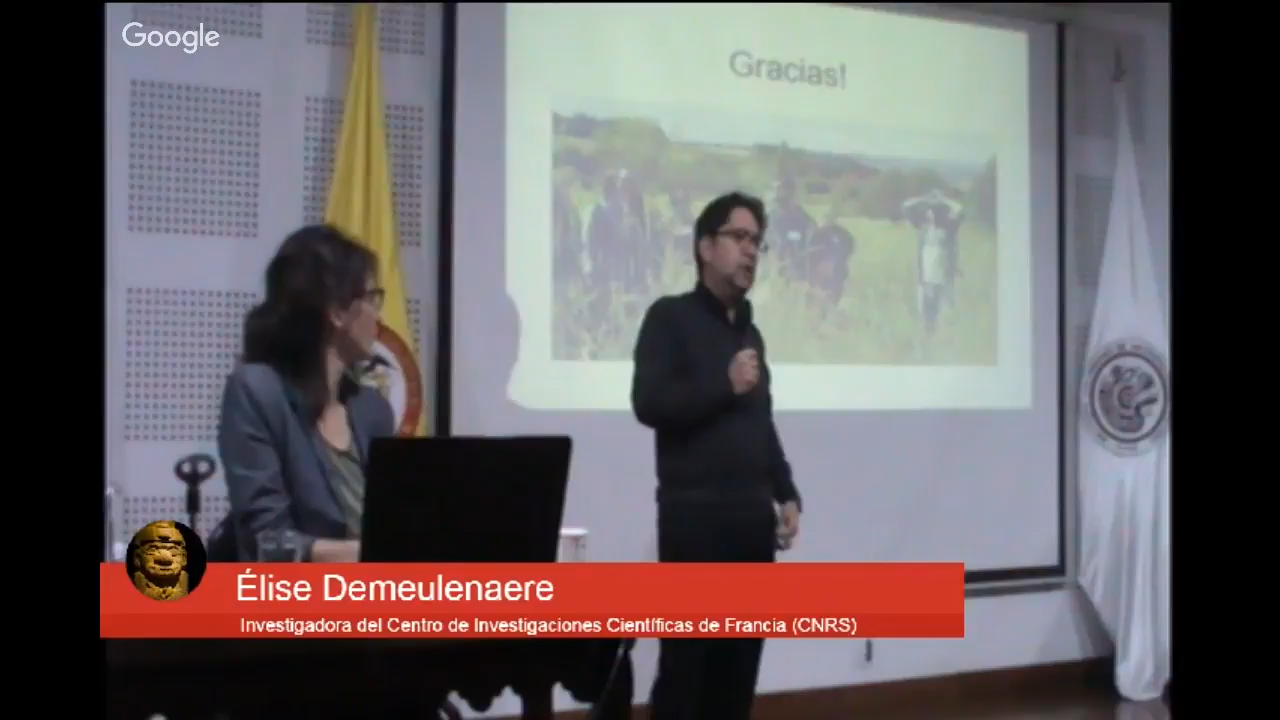 Google
Gracias!
Élise Demeulenaere
Investigadora del Centro de Investigaciones Científicas de Francia (CNRS)